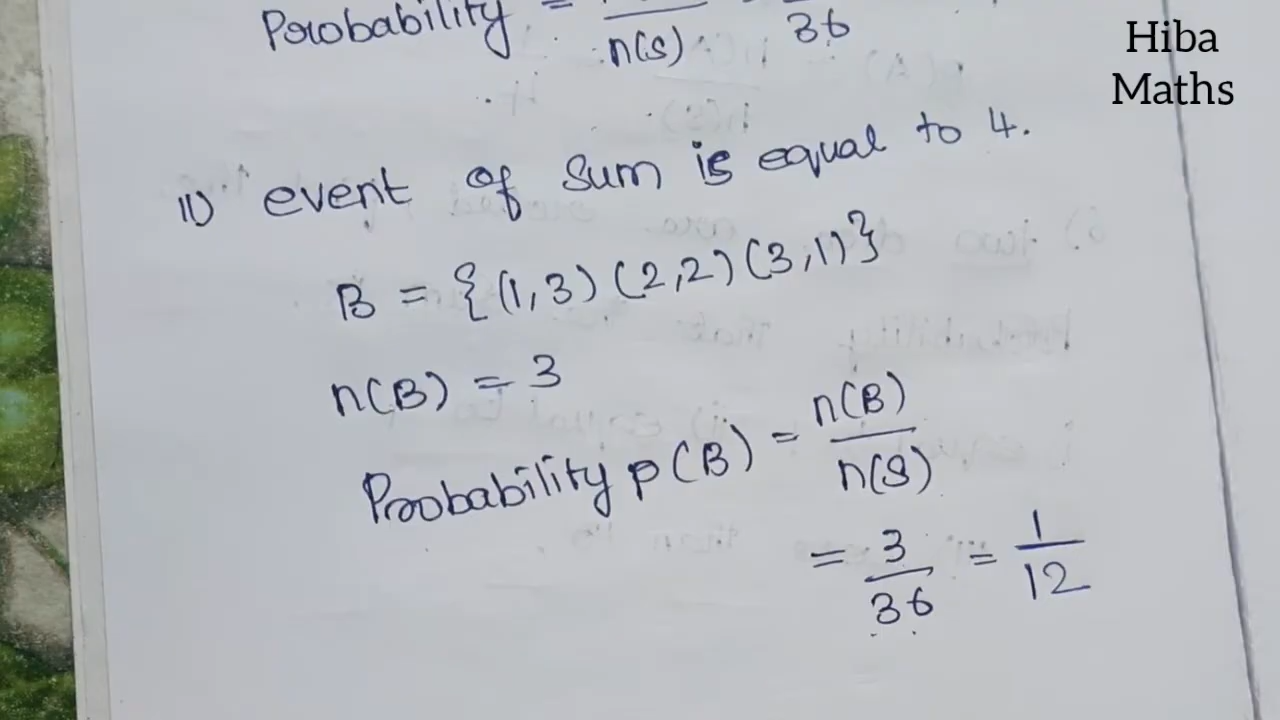 Probability =
n(S) 36
Hiba
Maths
ii) event of sum is equal to 4.
B = {(1,3) (2,2) (3,1)}
n(B) = 3
Probability p(B) = n(B)
n(S)
= 3 = 1
36 12